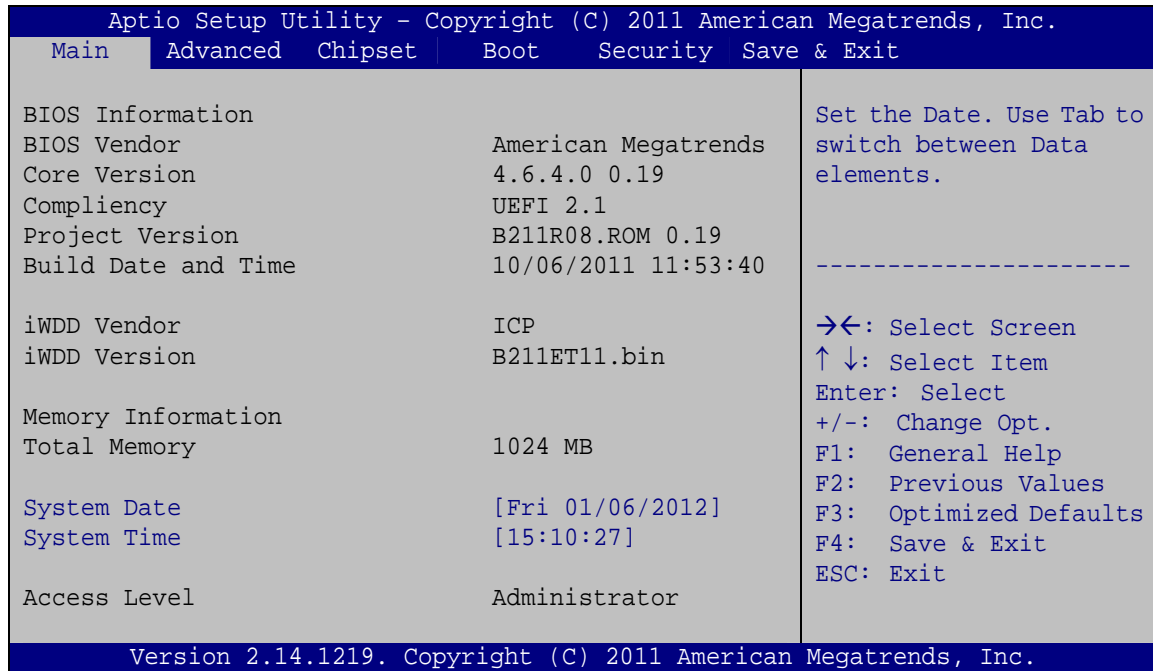 Aptio Setup Utility – Copyright (C) 2011 American Megatrends, Inc.
Main Advanced Chipset Boot Security Save & Exit
BIOS Information
BIOS Vendor American Megatrends
Core Version 4.6.4.0 0.19
Compliency UEFI 2.1
Project Version B211R08.ROM 0.19
Build Date and Time 10/06/2011 11:53:40
iWDD Vendor ICP
iWDD Version B211ET11.bin
Memory Information
Total Memory 1024 MB
System Date [Fri 01/06/2012]
System Time [15:10:27]
Access Level Administrator
Set the Date. Use Tab to
switch between Data
elements.
----------------------
→←: Select Screen
↑ ↓: Select Item
Enter: Select
+/-: Change Opt.
F1: General Help
F2: Previous Values
F3: Optimized Defaults
F4: Save & Exit
ESC: Exit
Version 2.14.1219. Copyright (C) 2011 American Megatrends, Inc.